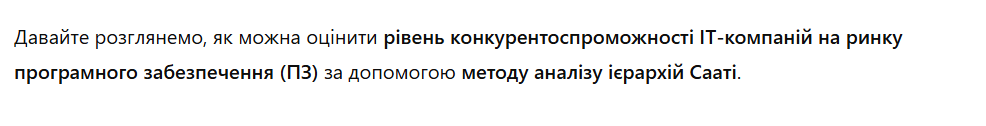 Давайте розглянемо, як можна оцінити рівень конкурентоспроможності ІТ-компаній на ринку
програмного забезпечення (ПЗ) за допомогою методу аналізу ієрархій Сааті.